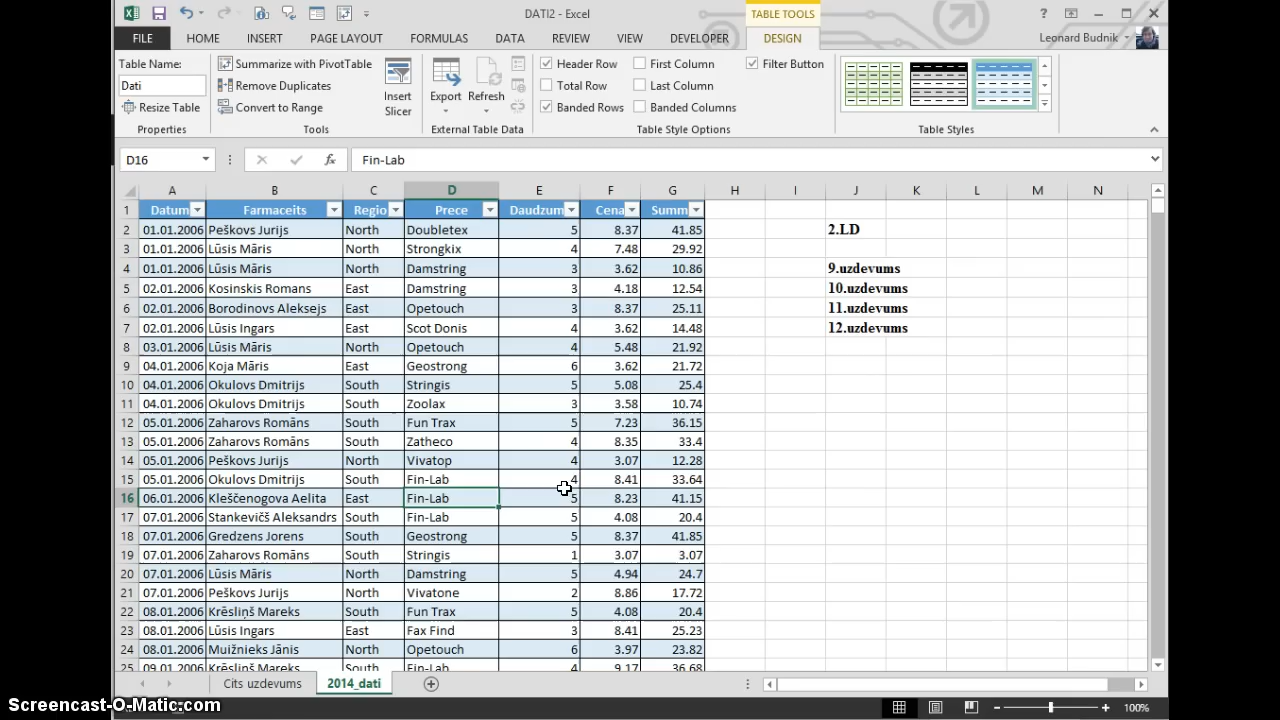 DATI2 - Excel
TABLE TOOLS
FILE HOME INSERT PAGE LAYOUT FORMULAS DATA REVIEW VIEW DEVELOPER DESIGN Leonard Budnik
Table Name: Summarize with PivotTable Header Row First Column Filter Button
Dati Remove Duplicates Insert Slicer Export Refresh Total Row Last Column
Resize Table Convert to Range Banded Rows Banded Columns
Properties Tools External Table Data Table Style Options Table Styles
D16 fx Fin-Lab
A B C D E F G H I J K L M N
1 Datum Farmaceits Regio Prece Daudzum Cena Summ
2 01.01.2006 Peškovs Jurijs North Doubletex 5 8.37 41.85 2.LD
3 01.01.2006 Lūsis Māris North Strongkix 4 7.48 29.92
4 01.01.2006 Lūsis Māris North Damstring 3 3.62 10.86 9.uzdevums
5 02.01.2006 Kosinskis Romans East Damstring 3 4.18 12.54 10.uzdevums
6 02.01.2006 Borodinovs Aleksejs East Opetouch 3 8.37 25.11 11.uzdevums
7 02.01.2006 Lūsis Ingars East Scot Donis 4 3.62 14.48 12.uzdevums
8 03.01.2006 Lūsis Māris North Opetouch 4 5.48 21.92
9 04.01.2006 Koja Māris East Geostrong 6 3.62 21.72
10 04.01.2006 Okulovs Dmitrijs South Stringis 5 5.08 25.4
11 04.01.2006 Okulovs Dmitrijs South Zoolax 3 3.58 10.74
12 05.01.2006 Zaharovs Romāns South Fun Trax 5 7.23 36.15
13 05.01.2006 Zaharovs Romāns South Zatheco 4 8.35 33.4
14 05.01.2006 Peškovs Jurijs North Vivatop 4 3.07 12.28
15 05.01.2006 Okulovs Dmitrijs South Fin-Lab 4 8.41 33.64
16 06.01.2006 Kleščenogova Aelita East Fin-Lab 5 8.23 41.15
17 07.01.2006 Stankevičš Aleksandrs South Fin-Lab 5 4.08 20.4
18 07.01.2006 Gredzens Jorens South Geostrong 5 8.37 41.85
19 07.01.2006 Zaharovs Romāns South Stringis 1 3.07 3.07
20 07.01.2006 Lūsis Māris North Damstring 5 4.94 24.7
21 07.01.2006 Peškovs Jurijs North Vivatone 2 8.86 17.72
22 08.01.2006 Krēsliņš Mareks South Fun Trax 5 4.08 20.4
23 08.01.2006 Lūsis Ingars East Fax Find 3 8.41 25.23
24 08.01.2006 Muižnieks Jānis North Opetouch 6 3.97 23.82
25 09.01.2006 Krēsliņš Mareks South Fin-Lab 4 9.17 36.68
Cits uzdevums 2014_dati
Screencast-O-Matic.com 100%